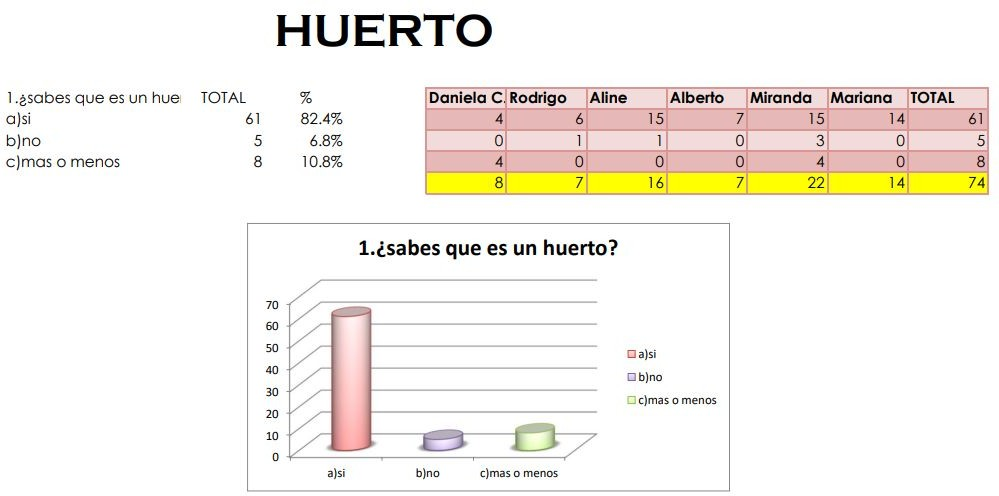 HUERTO
1.¿sabes que es un hue TOTAL %
a)si 61 82.4%
b)no 5 6.8%
c)mas o menos 8 10.8%
Daniela C. Rodrigo Aline Alberto Miranda Mariana TOTAL
4 6 15 7 15 14 61
0 1 1 0 3 0 5
4 0 0 0 4 0 8
8 7 16 7 22 14 74
1.¿sabes que es un huerto?
70
60
50
40
30
20
10
0
a)si b)no c)mas o menos
a)si
b)no
c)mas o menos